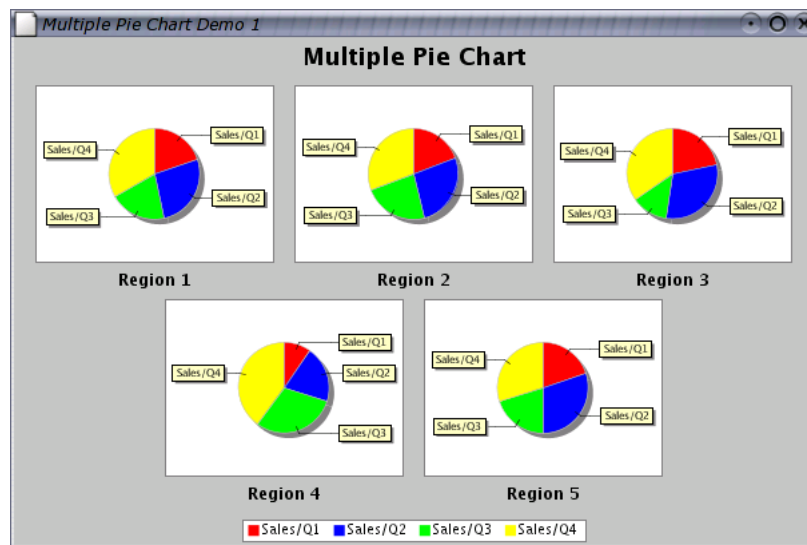 Multiple Pie Chart Demo 1
Multiple Pie Chart
Sales/Q1
Sales/Q4
Sales/Q2
Sales/Q3
Region 1
Sales/Q1
Sales/Q4
Sales/Q2
Sales/Q3
Region 2
Sales/Q1
Sales/Q4
Sales/Q2
Sales/Q3
Region 3
Sales/Q1
Sales/Q4
Sales/Q2
Sales/Q3
Region 4
Sales/Q1
Sales/Q4
Sales/Q2
Sales/Q3
Region 5
Sales/Q1 Sales/Q2 Sales/Q3 Sales/Q4